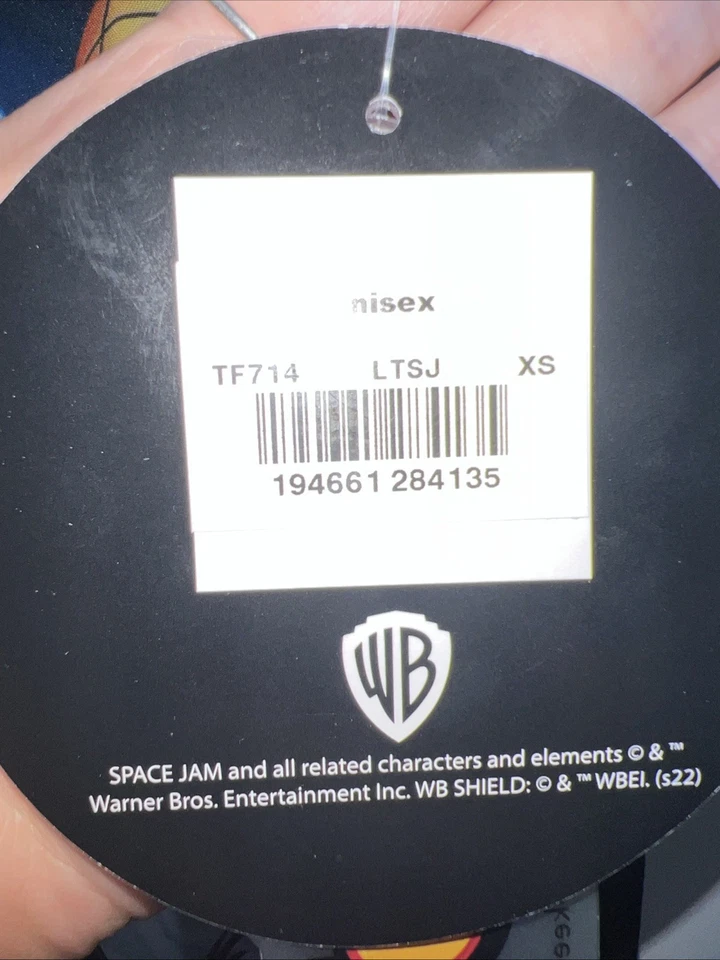 nisex
TF714 LTSJ XS
194661 284135
WB
SPACE JAM and all related characters and elements © & ™
Warner Bros. Entertainment Inc. WB SHIELD: © & ™ WBEI. (s22)